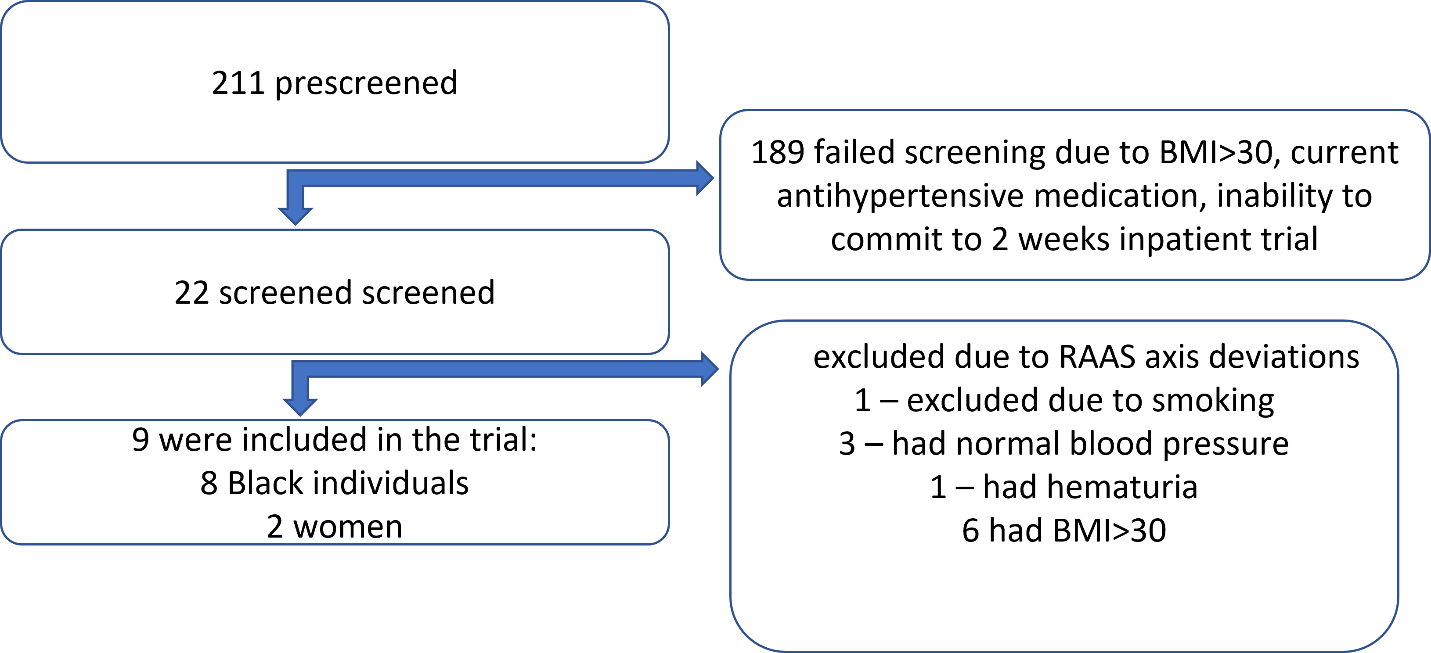 211 prescreened
189 failed screening due to BMI>30, current
antihypertensive medication, inability to
commit to 2 weeks inpatient trial
22 screened screened
excluded due to RAAS axis deviations
1 – excluded due to smoking
3 – had normal blood pressure
1 – had hematuria
6 had BMI>30
9 were included in the trial:
8 Black individuals
2 women